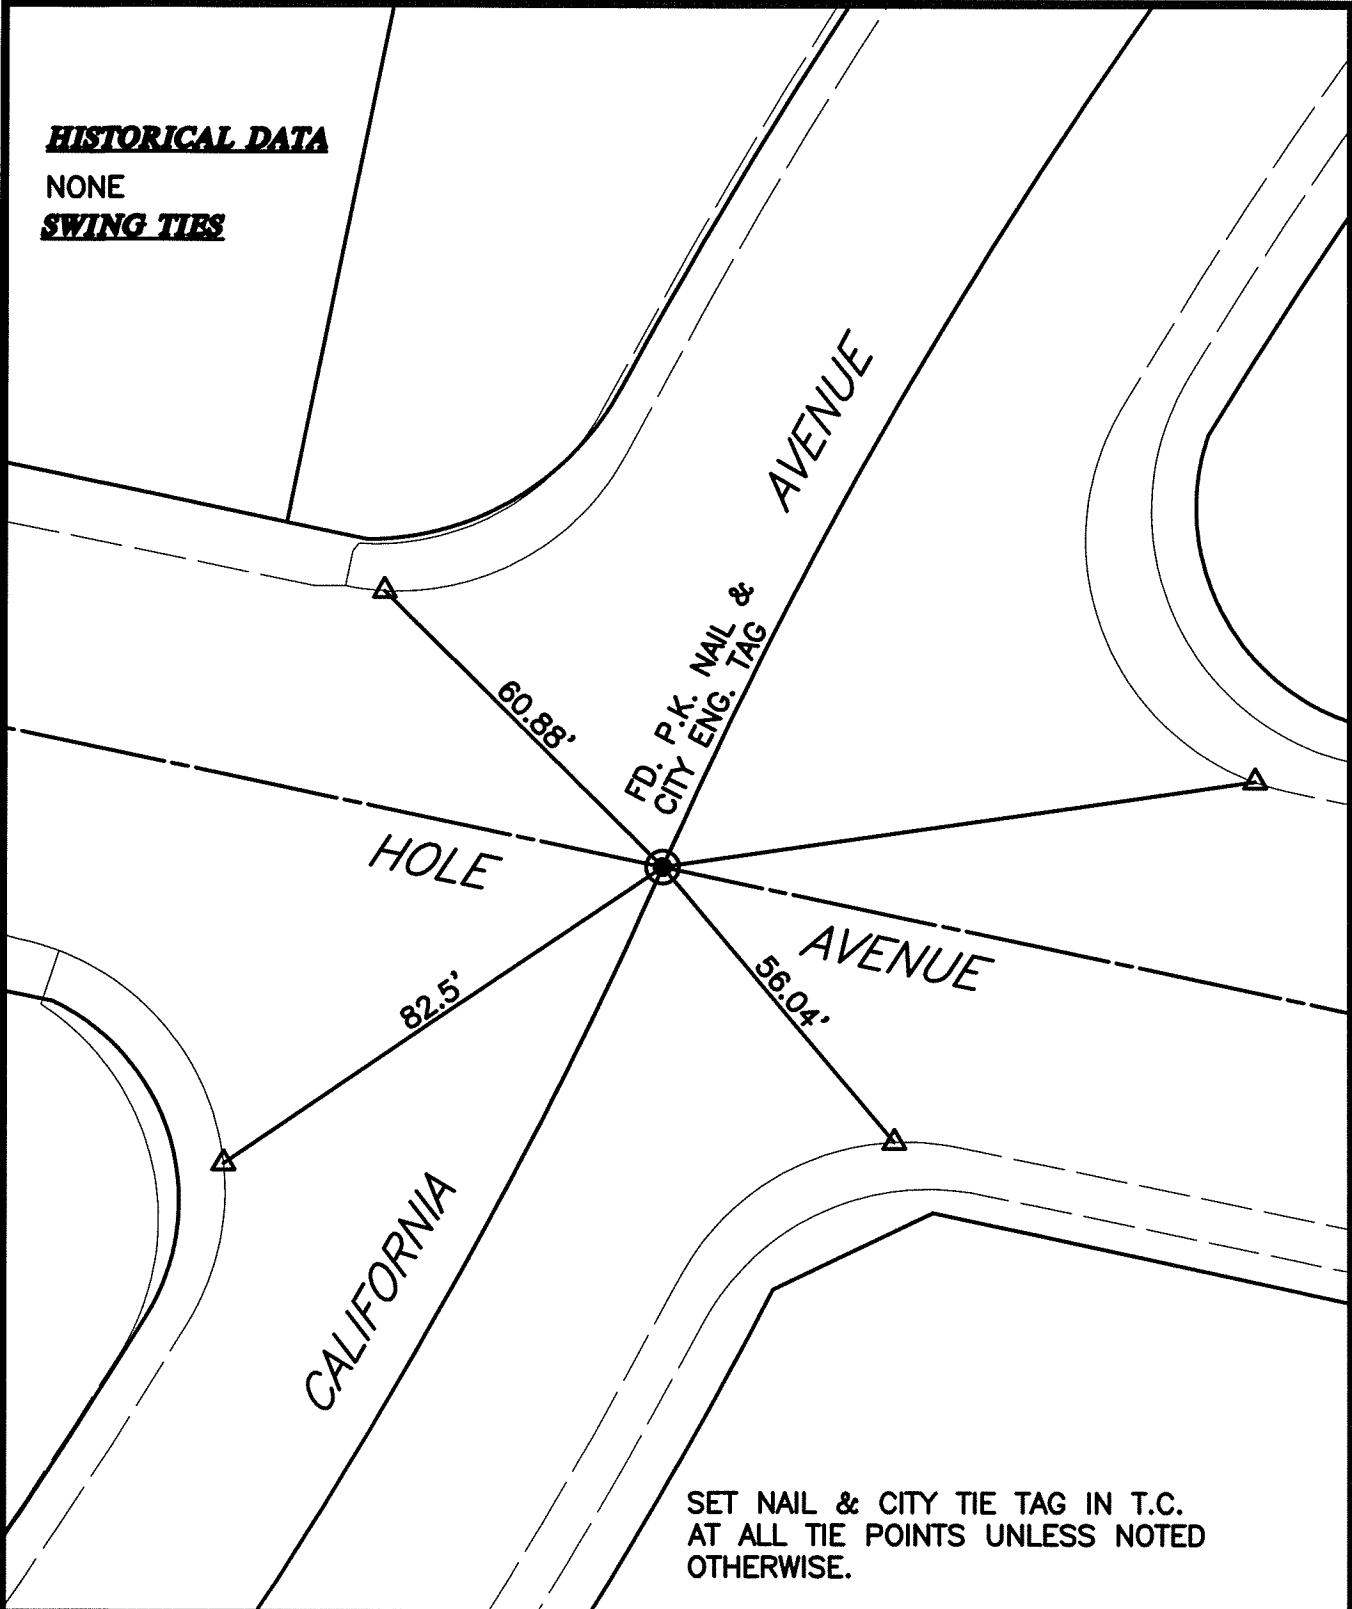 HISTORICAL DATA
NONE
SWING TIES
AVENUE
FD. P.K. NAIL &
CITY ENG. TAG
60.88'
HOLE
AVENUE
82.5'
56.04'
CALIFORNIA
SET NAIL & CITY TIE TAG IN T.C.
AT ALL TIE POINTS UNLESS NOTED
OTHERWISE.